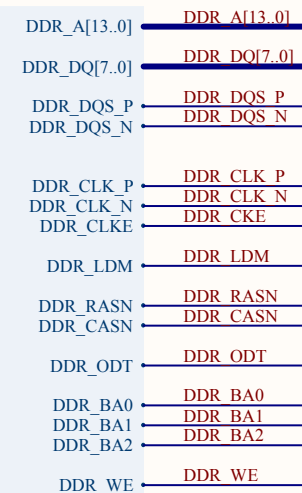 DDR_A[13..0] DDR_A[13..0]
DDR_DQ[7..0] DDR_DQ[7..0]
DDR_DQS_P DDR_DQS_P
DDR_DQS_N DDR_DQS_N
DDR_CLK_P DDR_CLK_P
DDR_CLK_N DDR_CLK_N
DDR_CLKE DDR_CKE
DDR_LDM DDR_LDM
DDR_RASN DDR_RASN
DDR_CASN DDR_CASN
DDR_ODT DDR_ODT
DDR_BA0 DDR_BA0
DDR_BA1 DDR_BA1
DDR_BA2 DDR_BA2
DDR_WE DDR_WE